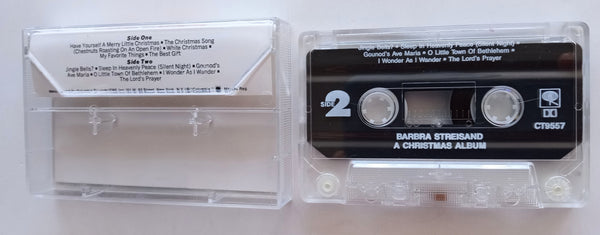 Side One
Have Yourself A Merry Little Christmas • The Christmas Song
(Chestnuts Roasting On An Open Fire) • White Christmas •
My Favorite Things • The Best Gift
Side Two
Jingle Bells? • Sleep In Heavenly Peace (Silent Night) • Gounod's
Ave Maria • O Little Town Of Bethlehem • I Wonder As I Wander •
The Lord's Prayer
Jingle Bells? • Sleep In Heavenly Peace (Silent Night) •
Gounod's Ave Maria • O Little Town Of Bethlehem •
I Wonder As I Wander • The Lord's Prayer
SIDE
2
CT9557
BARBRA STREISAND
A CHRISTMAS ALBUM